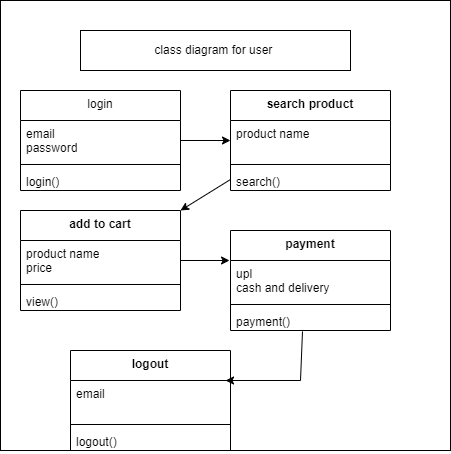 class diagram for user
login
email
password
login()
search product
product name
search()
add to cart
product name
price
view()
payment
upl
cash and delivery
payment()
logout
email
logout()